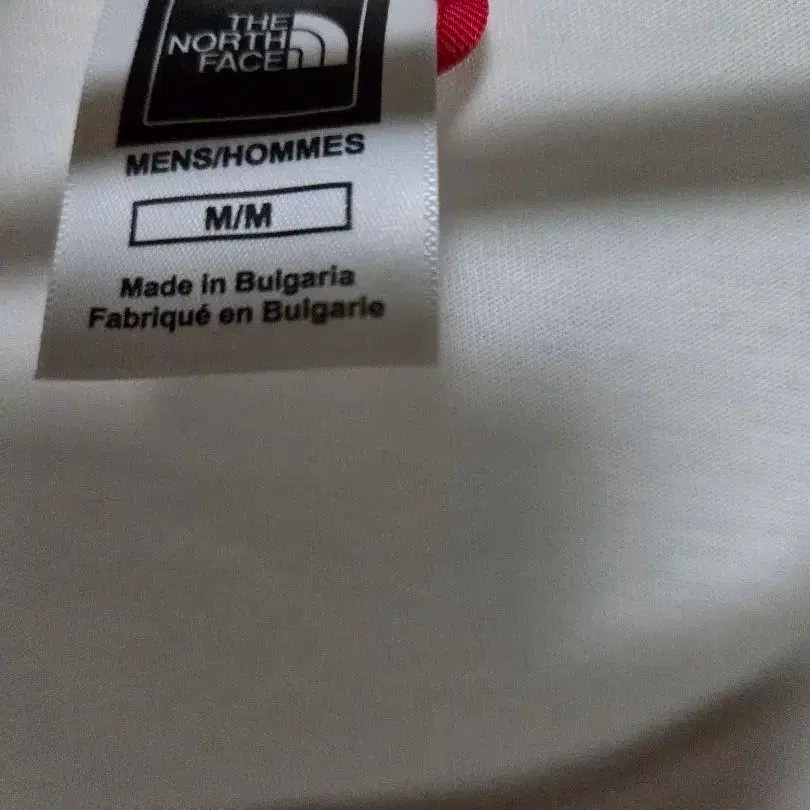 THE
NORTH
FACE
MENS/HOMMES
M/M
Made in Bulgaria
Fabriqué en Bulgarie